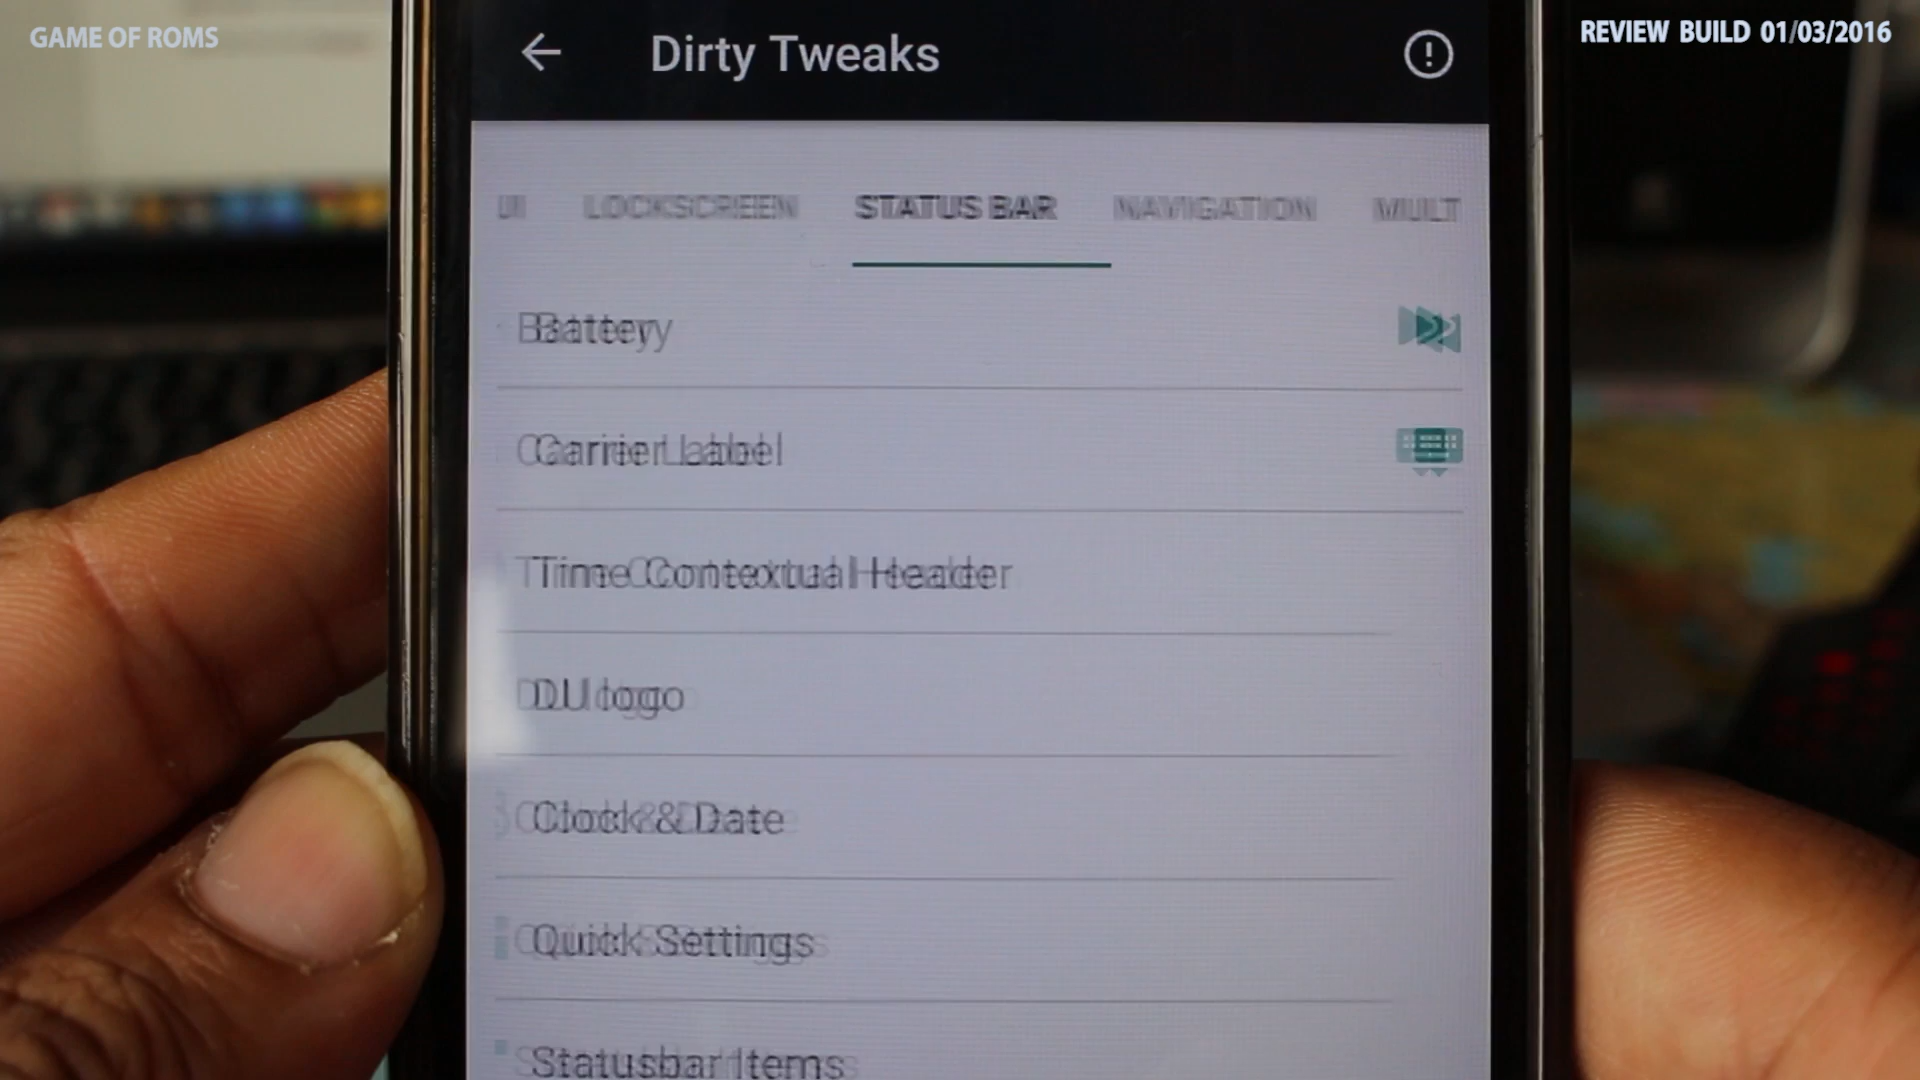 GAME OF ROMS
REVIEW BUILD 01/03/2016
Dirty Tweaks
UI LOCKSCREEN STATUS BAR NAVIGATION MULT
Battery
Carrier Label
Time Contextual Header
DU logo
Clock & Date
Quick Settings
Statusbar Items